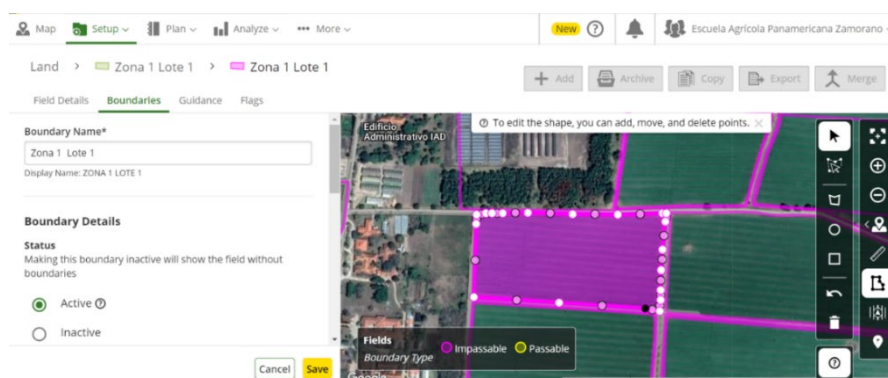 Map Setup Plan Analyze ••• More New Escuela Agrícola Panamericana Zamorano
Land > Zona 1 Lote 1 > Zona 1 Lote 1
+ Add Archive Copy Export Merge
Field Details Boundaries Guidance Flags
Boundary Name*
Zona 1 Lote 1
Display Name: ZONA 1 LOTE 1
Boundary Details
Status
Making this boundary inactive will show the field without
boundaries
Active
Inactive
Cancel Save
To edit the shape, you can add, move, and delete points.
Edificio
Administrativo IAD
Fields
Boundary Type Impassable Passable
Google